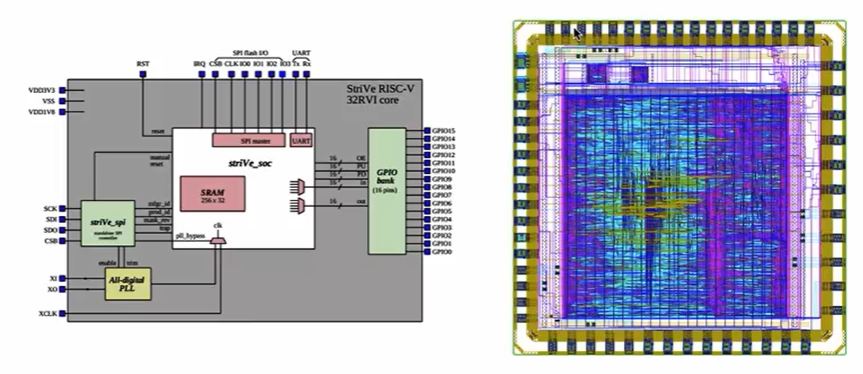 SPI flash I/O
UART
RST
IRQ CSB CLK IO0 IO1 IO2 IO3 Tx Rx
StriVe RISC-V
32RVI core
VDD3V3
VSS
VDD1V8
reset
SPI master
UART
manual
reset
striVe_soc
16
OE
16
PU
16
PD
16
in
16
out
SRAM
256 x 32
GPIO
bank
(16 pins)
GPIO15
GPIO14
GPIO13
GPIO12
GPIO11
GPIO10
GPIO9
GPIO8
GPIO7
GPIO6
GPIO5
GPIO4
GPIO3
GPIO2
GPIO1
GPIO0
SCK
SDI
SDO
CSB
striVe_spi
standalone SPI
controller
mfgr_id
prod_id
mask_rev
trap
clk
pll_bypass
enable
trim
XI
XO
All-digital
PLL
XCLK